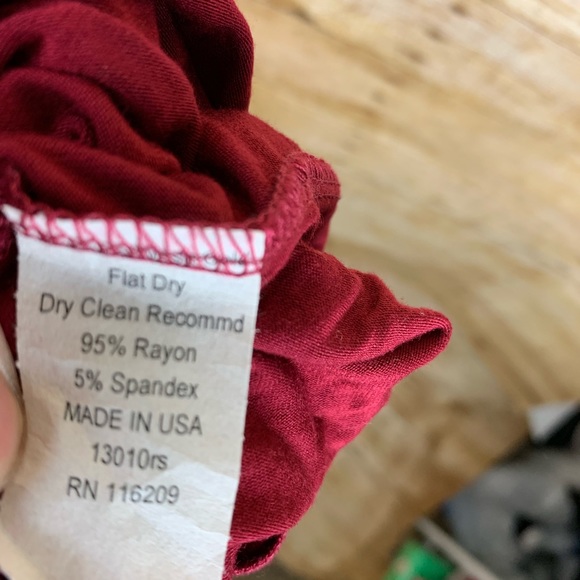 Flat Dry
Dry Clean Recommd
95% Rayon
5% Spandex
MADE IN USA
13010rs
RN 116209